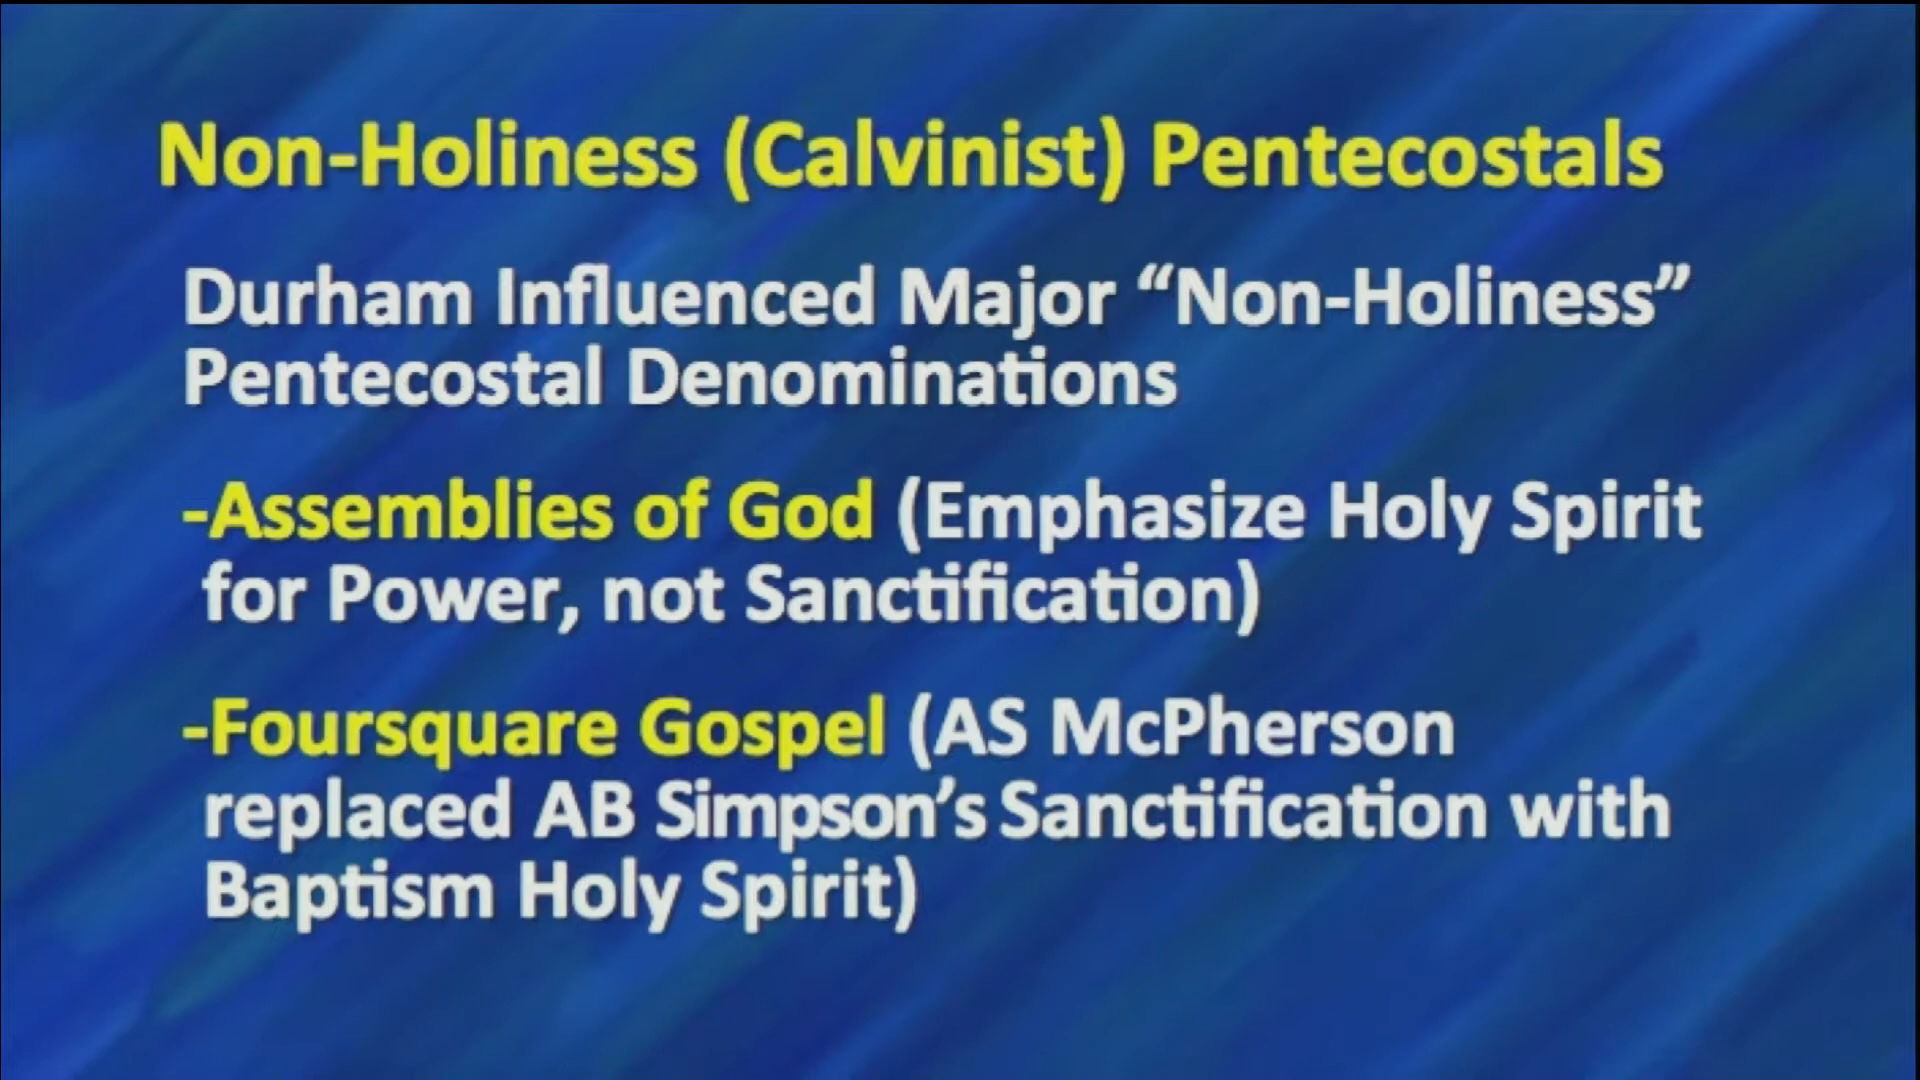 Non-Holiness (Calvinist) Pentecostals
Durham Influenced Major “Non-Holiness”
Pentecostal Denominations
-Assemblies of God (Emphasize Holy Spirit
for Power, not Sanctification)
-Foursquare Gospel (AS McPherson
replaced AB Simpson’s Sanctification with
Baptism Holy Spirit)